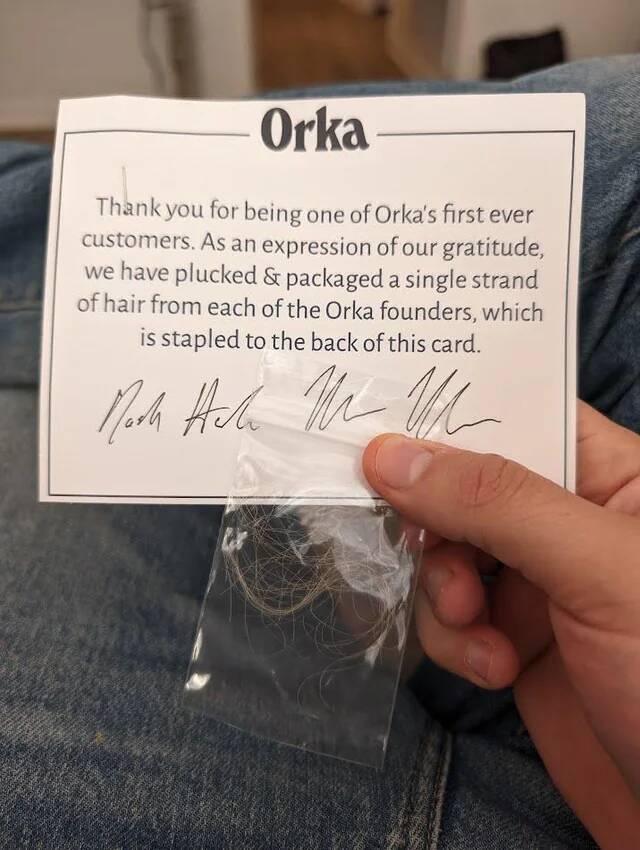 Orka
Thank you for being one of Orka's first ever
customers. As an expression of our gratitude,
we have plucked & packaged a single strand
of hair from each of the Orka founders, which
is stapled to the back of this card.